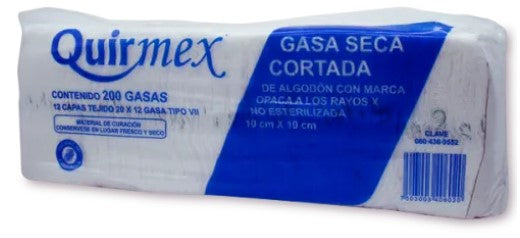 Quirmex
CONTENIDO 200 GASAS
12 CAPAS TEJIDO 20 X 12 GASA TIPO VII
MATERIAL DE CURACIÓN
CONSERVESE EN LUGAR FRESCO Y SECO
GASA SECA
CORTADA
DE ALGODÓN CON MARCA
OPACA A LOS RAYOS X
NO ESTERILIZADA
10 cm X 10 cm
CLAVE
060-436-0552